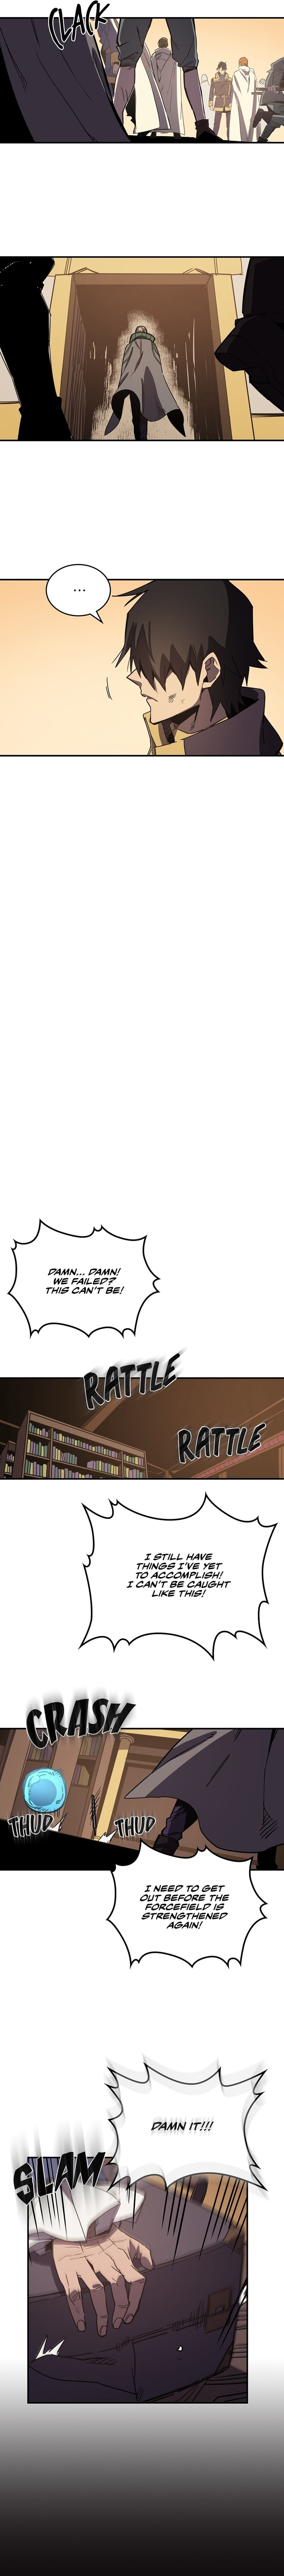 CLACK
...
DAMN... DAMN!
WE FAILED?
THIS CAN'T BE!
RATTLE
RATTLE
I STILL HAVE
THINGS I'VE YET
TO ACCOMPLISH!
I CAN'T BE CAUGHT
LIKE THIS!
CRASH
THUD
THUD
I NEED TO GET
OUT BEFORE THE
FORCEFIELD IS
STRENGTHENED
AGAIN!
DAMN IT!!!
SLAM